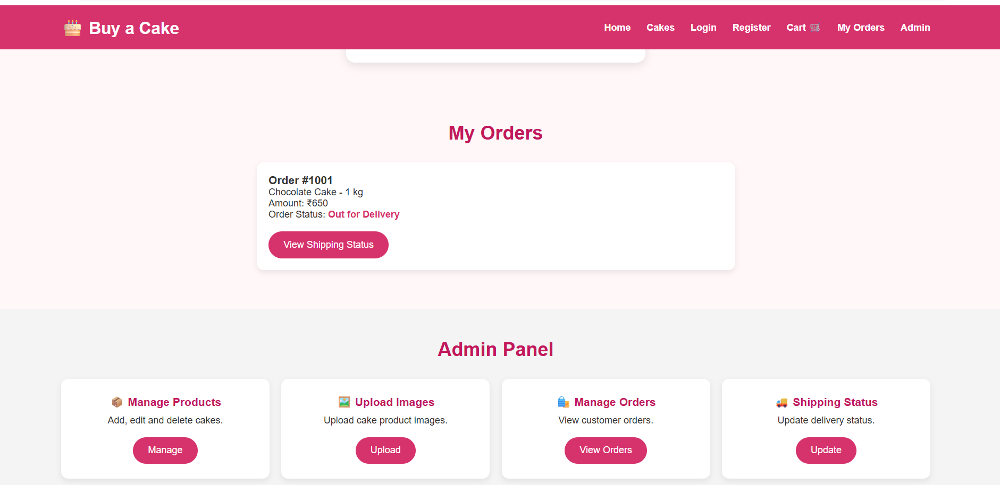 Buy a Cake
Home Cakes Login Register Cart My Orders Admin
My Orders
Order #1001
Chocolate Cake - 1 kg
Amount: ₹650
Order Status: Out for Delivery
View Shipping Status
Admin Panel
Manage Products
Add, edit and delete cakes.
Manage
Upload Images
Upload cake product images.
Upload
Manage Orders
View customer orders.
View Orders
Shipping Status
Update delivery status.
Update